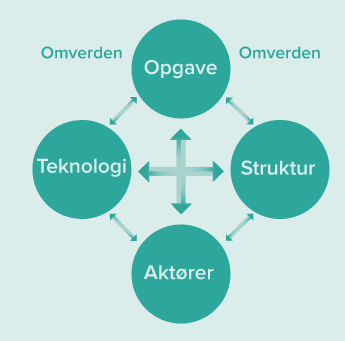 Omverden
Omverden
Opgave
Teknologi
Struktur
Aktører